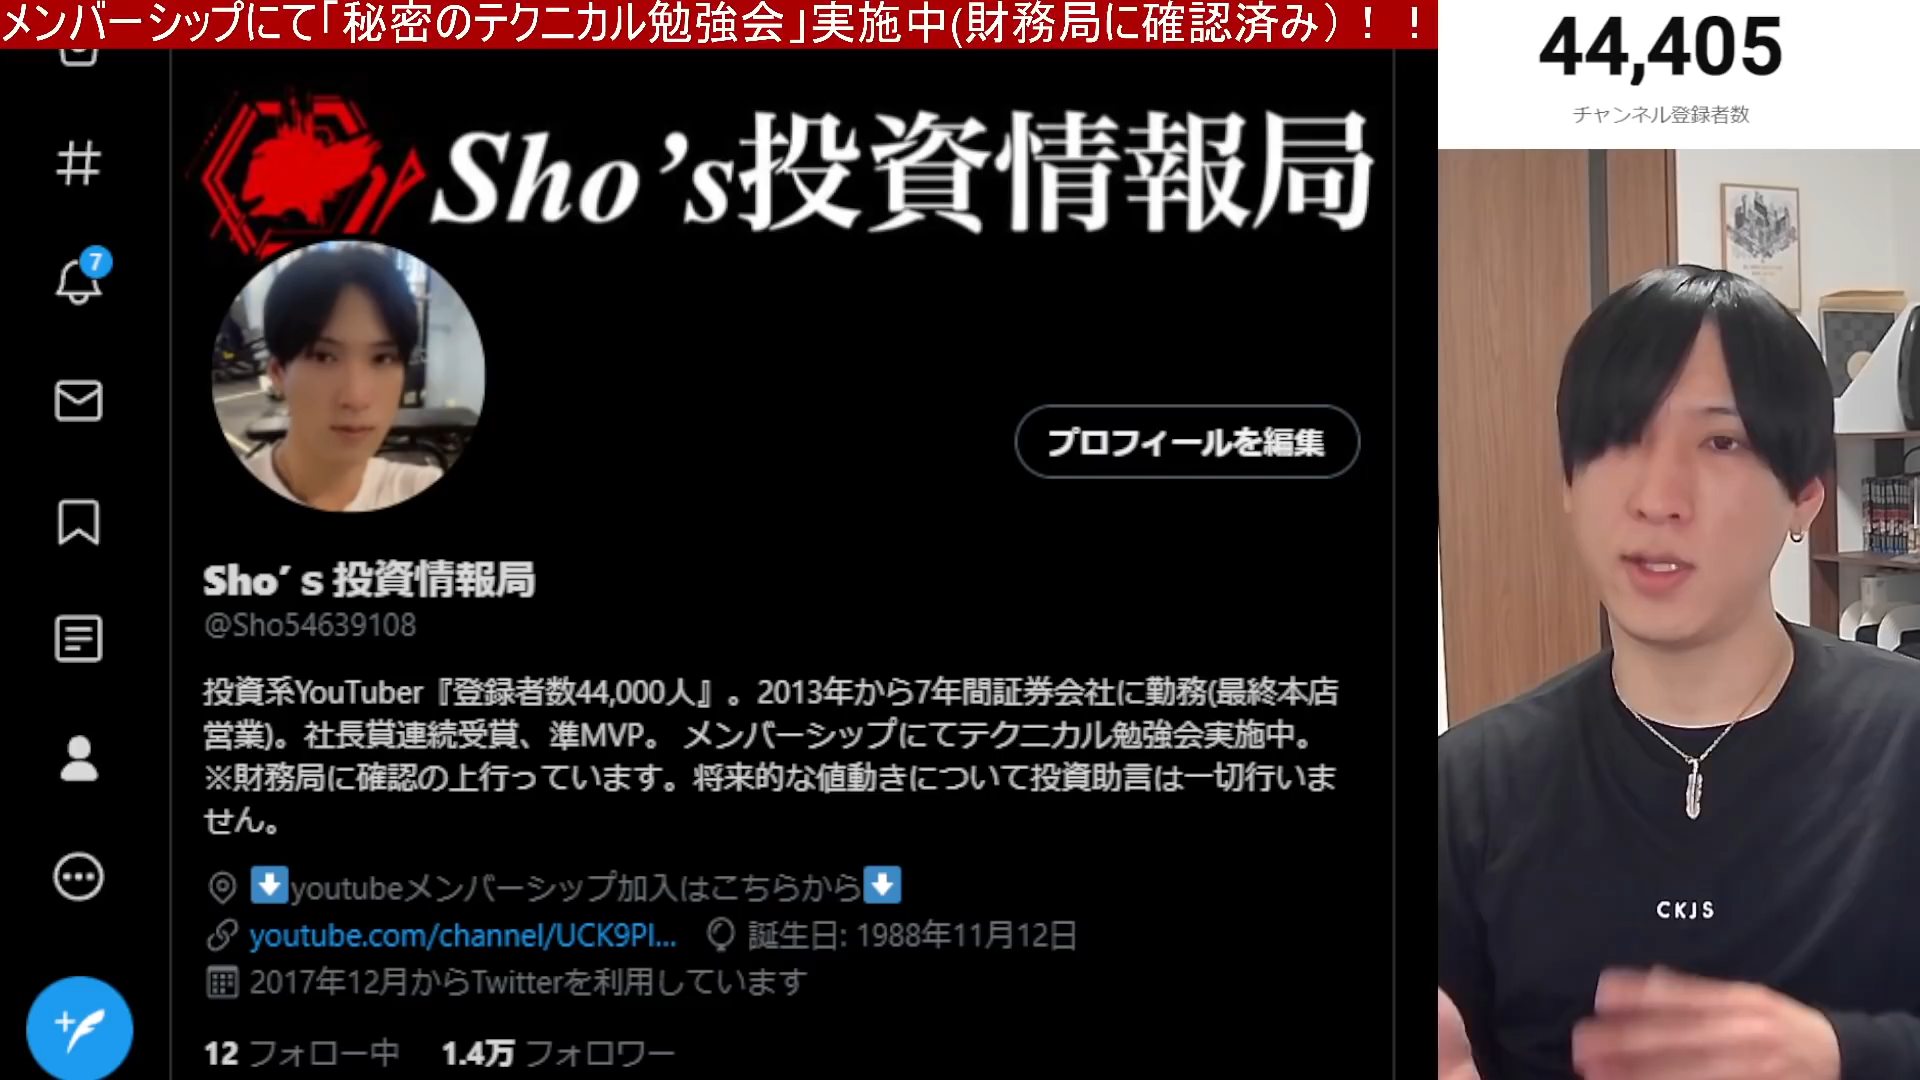 メンバーシップにて「秘密のテクニカル勉強会」実施中(財務局に確認済み）！！
44,405
チャンネル登録者数
Sho’s投資情報局
7
プロフィールを編集
Sho′ｓ投資情報局
@Sho54639108
投資系YouTuber『登録者数44,000人』。2013年から7年間証券会社に勤務(最終本店
営業)。社長賞連続受賞、準MVP。 メンバーシップにてテクニカル勉強会実施中。
※財務局に確認の上行っています。将来的な値動きについて投資助言は一切行いま
せん。
⬇youtubeメンバーシップ加入はこちらから⬇
youtube.com/channel/UCK9PI... 誕生日: 1988年11月12日
2017年12月からTwitterを利用しています
12 フォロー中 1.4万 フォロワー
CKJS